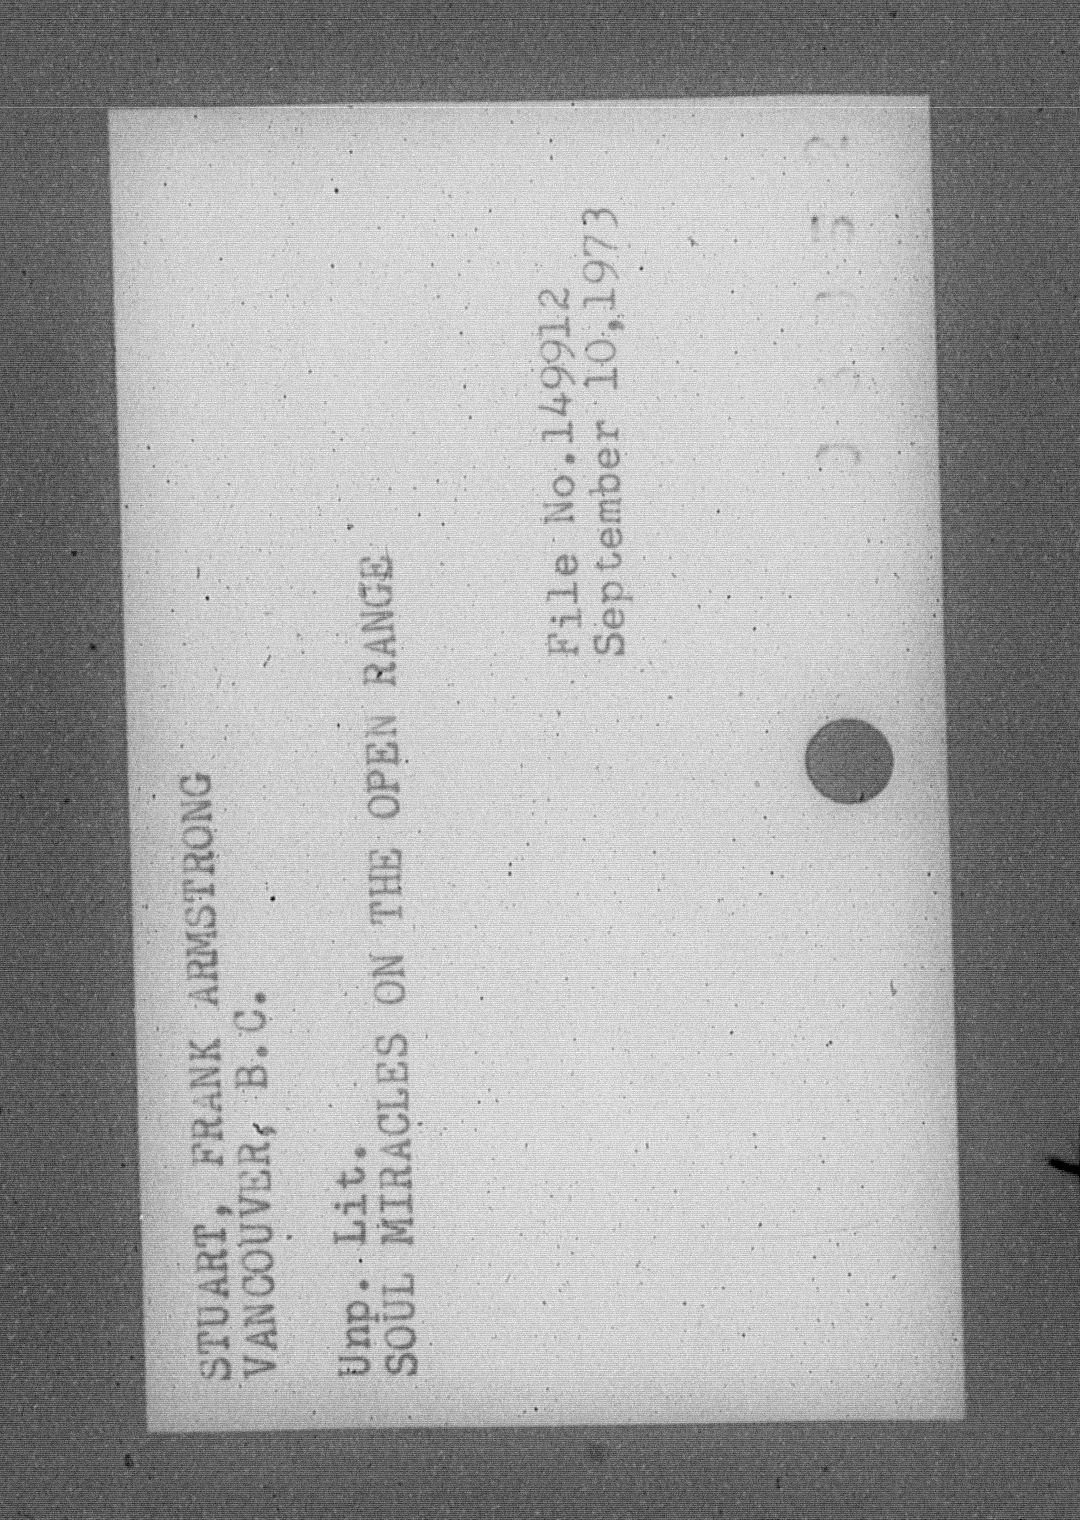 STUART, FRANK ARMSTRONG
VANCOUVER, B.C.
Unp. Lit.
SOUL MIRACLES ON THE OPEN RANGE
File No.149912
September 10,1973